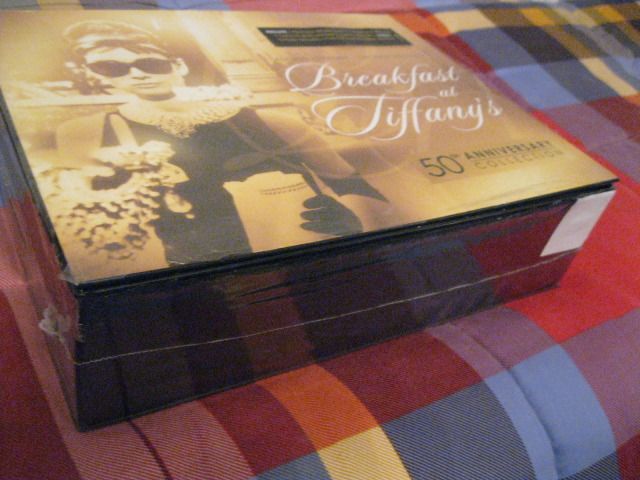 Breakfast
at
Tiffany's
50TH ANNIVERSARY
COLLECTION